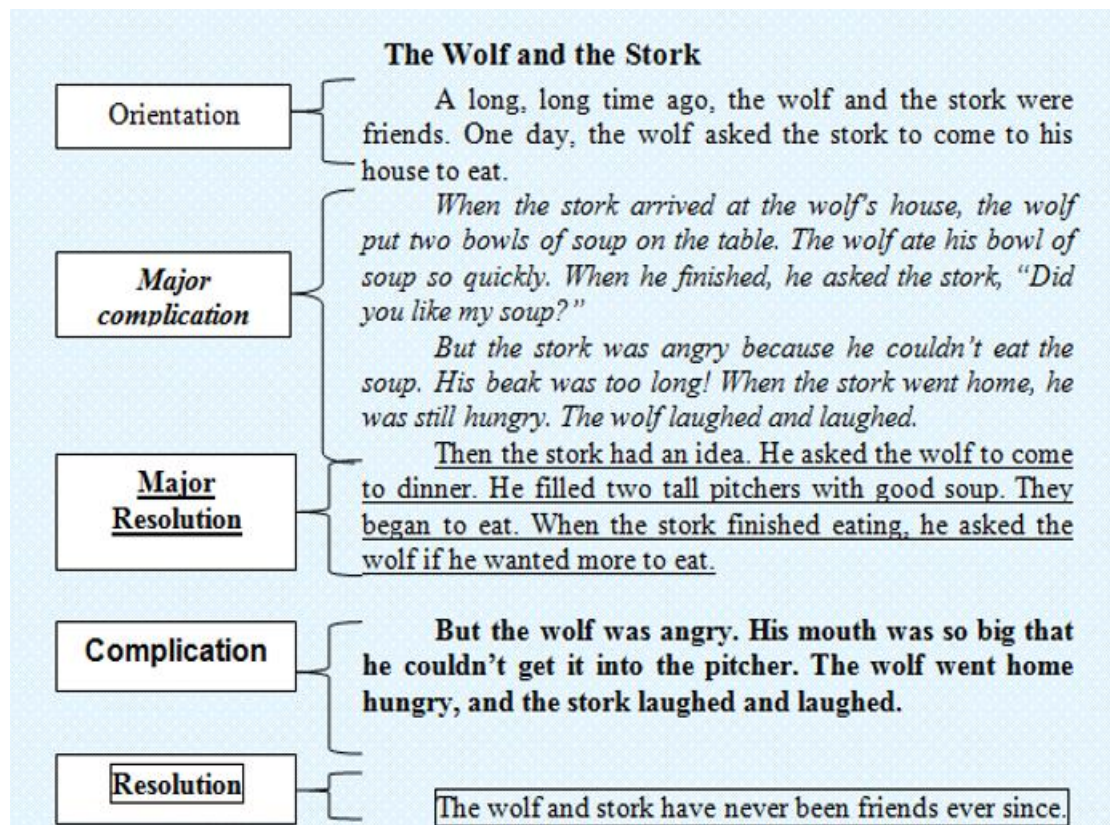 The Wolf and the Stork
Orientation
A long, long time ago, the wolf and the stork were
friends. One day, the wolf asked the stork to come to his
house to eat.
Major
complication
When the stork arrived at the wolf's house, the wolf
put two bowls of soup on the table. The wolf ate his bowl of
soup so quickly. When he finished, he asked the stork, "Did
you like my soup?"
But the stork was angry because he couldn't eat the
soup. His beak was too long! When the stork went home, he
was still hungry. The wolf laughed and laughed.
Major
Resolution
Then the stork had an idea. He asked the wolf to come
to dinner. He filled two tall pitchers with good soup. They
began to eat. When the stork finished eating, he asked the
wolf if he wanted more to eat.
Complication
But the wolf was angry. His mouth was so big that
he couldn't get it into the pitcher. The wolf went home
hungry, and the stork laughed and laughed.
Resolution
The wolf and stork have never been friends ever since.